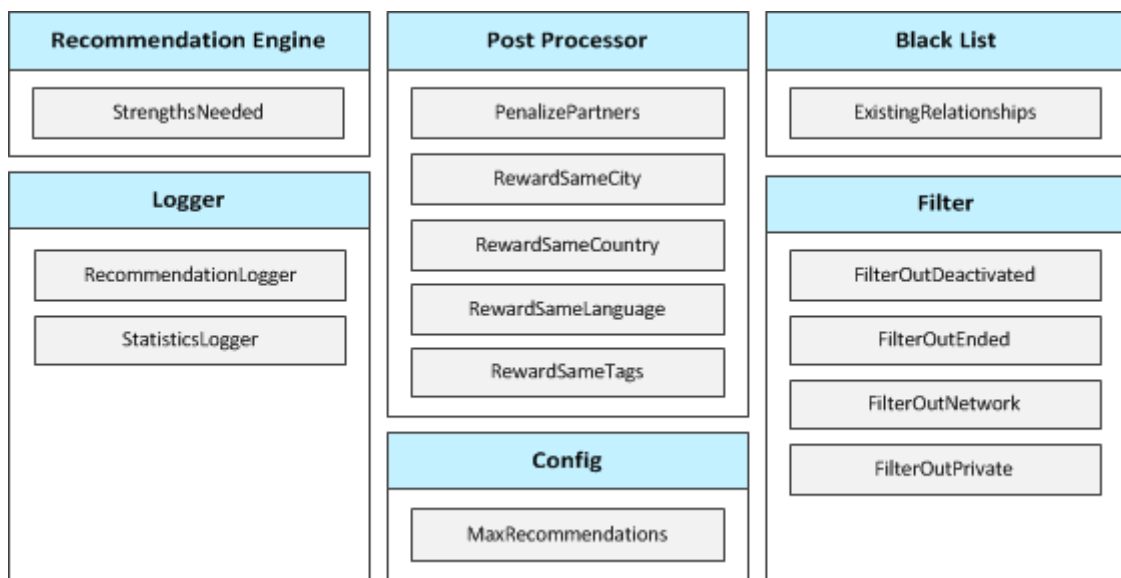 Recommendation Engine
StrengthsNeeded
Logger
RecommendationLogger
StatisticsLogger
Post Processor
PenalizePartners
RewardSameCity
RewardSameCountry
RewardSameLanguage
RewardSameTags
Config
MaxRecommendations
Black List
ExistingRelationships
Filter
FilterOutDeactivated
FilterOutEnded
FilterOutNetwork
FilterOutPrivate